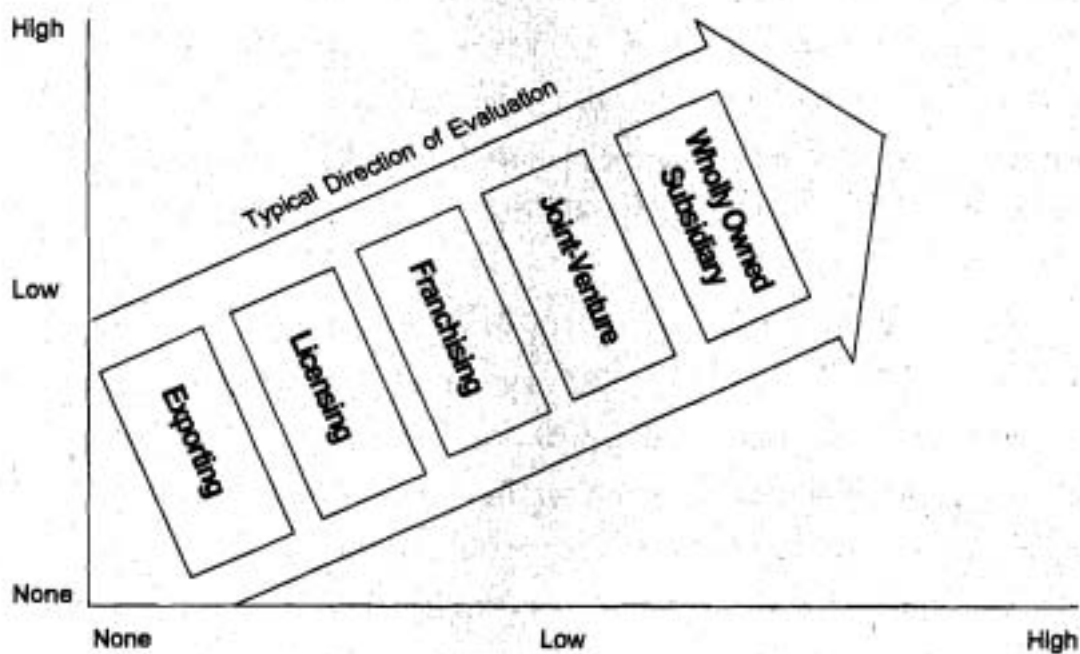 High
Typical Direction of Evaluation
Wholly Owned
Subsidiary
Joint-Venture
Franchising
Low
Licensing
Exporting
None
None
Low
High